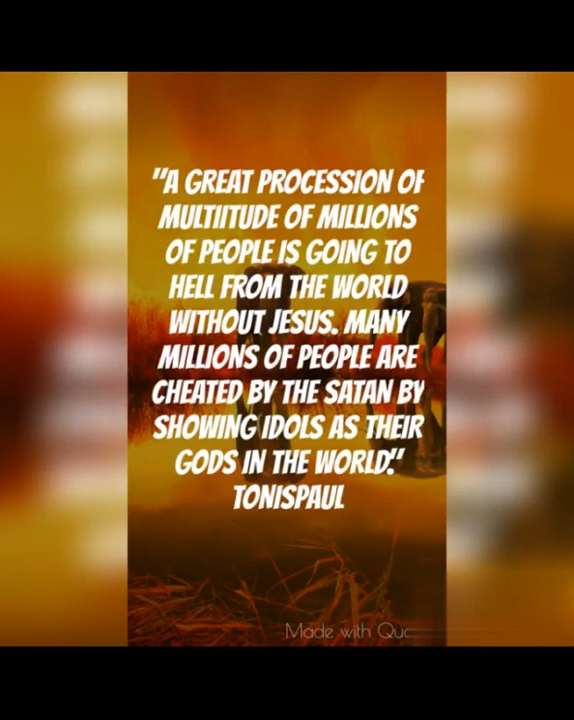 "A GREAT PROCESSION OF
MULTIITUDE OF MILLIONS
OF PEOPLE IS GOING TO
HELL FROM THE WORLD
WITHOUT JESUS. MANY
MILLIONS OF PEOPLE ARE
CHEATED BY THE SATAN BY
SHOWING IDOLS AS THEIR
GODS IN THE WORLD."
TONISPAUL
Made with